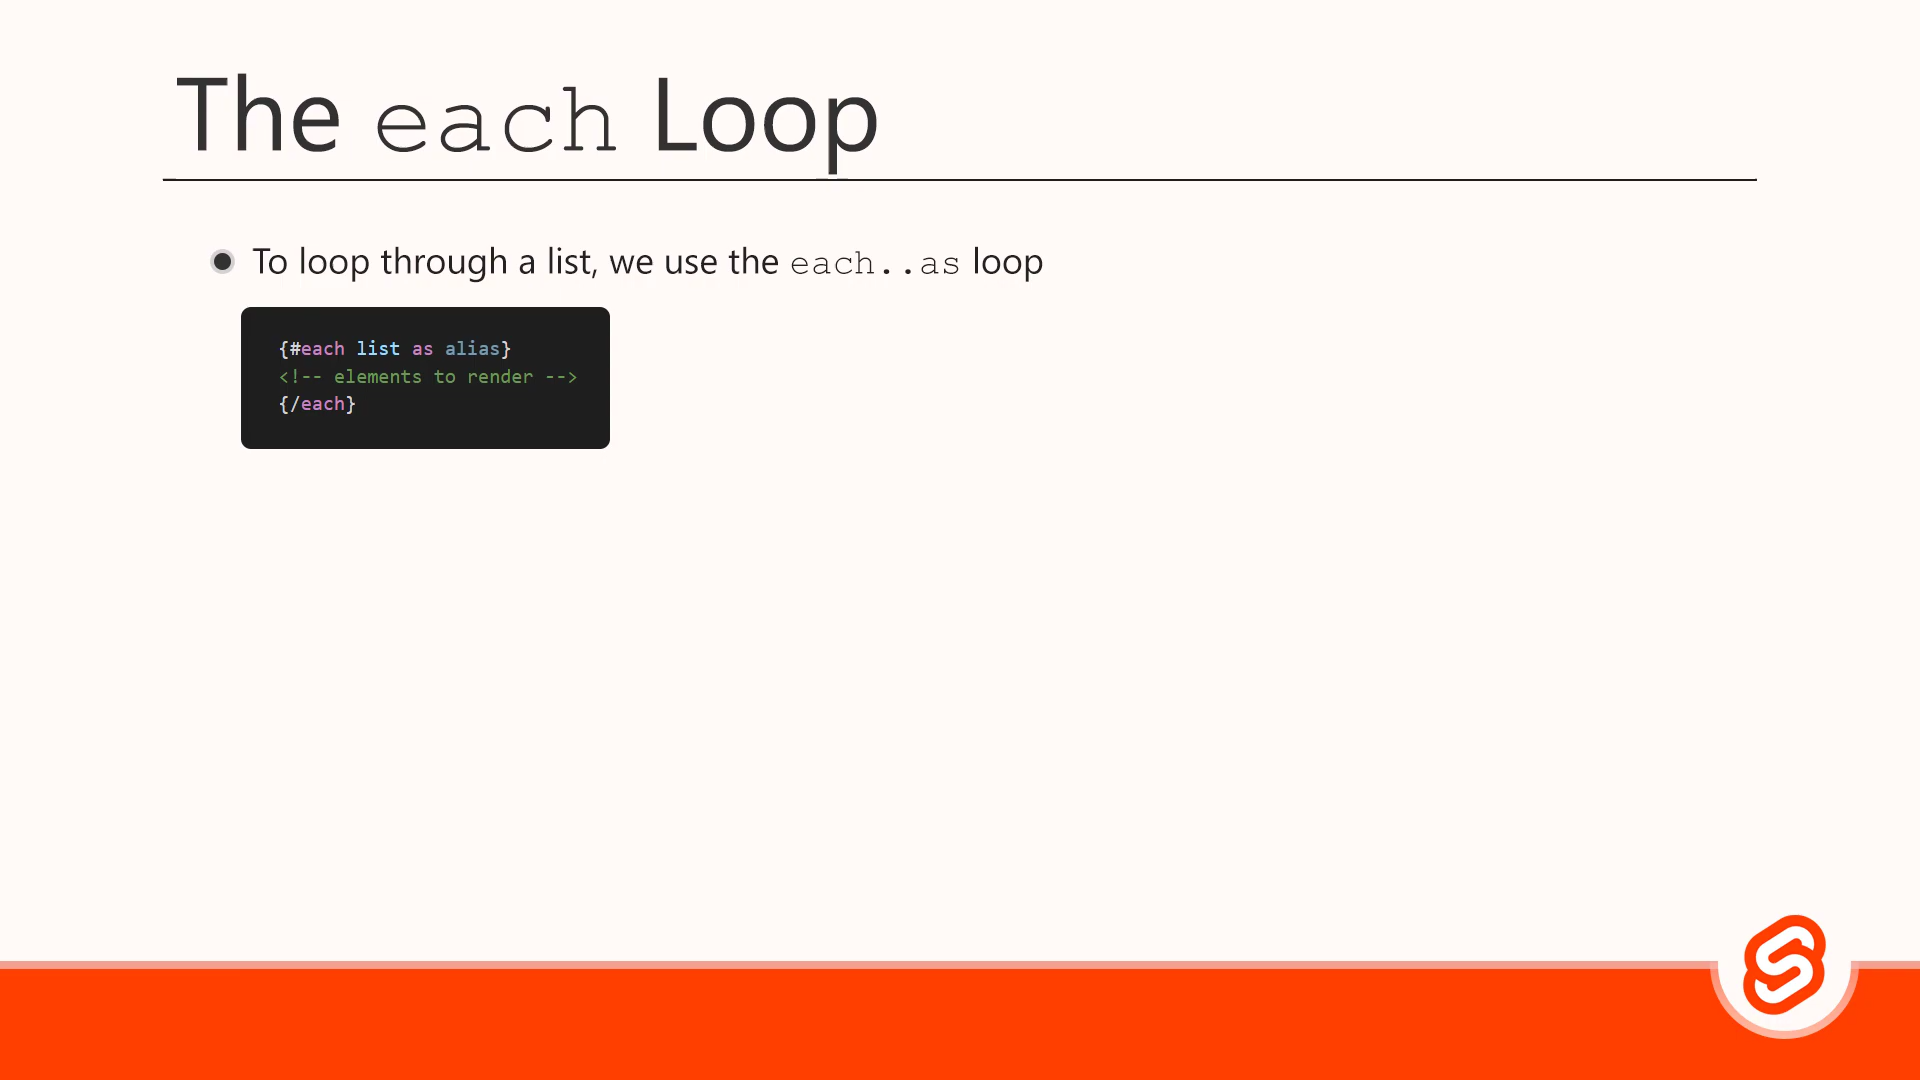 The each Loop
To loop through a list, we use the each..as loop
{#each list as alias}
<!-- elements to render -->
{/each}